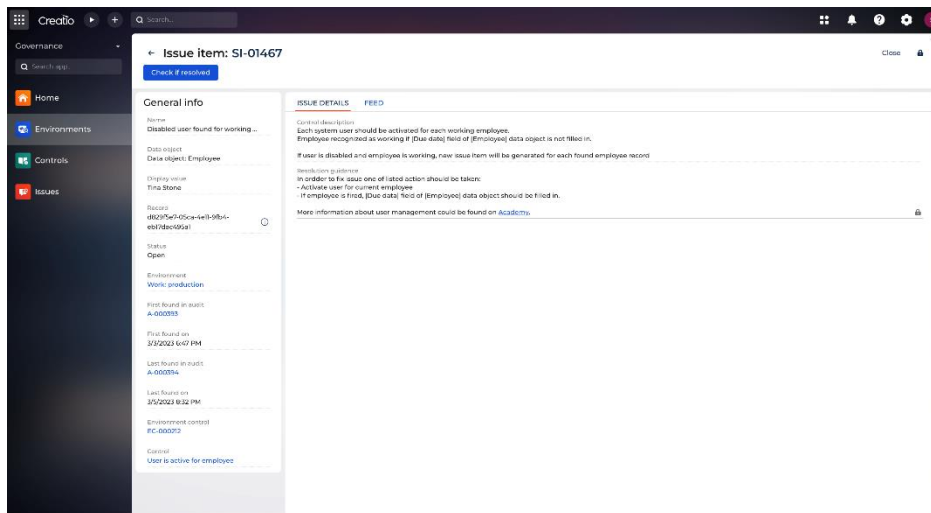 Creatio
Search...
Governance
Search app...
Home
Environments
Controls
Issues
Issue item: SI-01467
Close
Check if resolved
General info
Name
Disabled user found for working ...
Data object
Data object: Employee
Display value
Tina Stone
Record
Status
Open
Environment
Work: production
First found in audit
A-000393
First found on
3/3/2023 6:47 PM
Last found in audit
A-000394
Last found on
3/5/2023 8:32 PM
Environment control
EC-000212
Control
User is active for employee
ISSUE DETAILS
FEED
Control description
Each system user should be activated for each working employee.
Employee recognized as working if [Due date] field of [Employee] data object is not filled in.
If user is disabled and employee is working, new issue item will be generated for each found employee record
Resolution guidance
In ordder to fix issue one of listed action should be taken:
- Activate user for current employee
- If employee is fired, [Due date] field of [Employee] data object should be filled in.
More information about user management could be found on Academy.